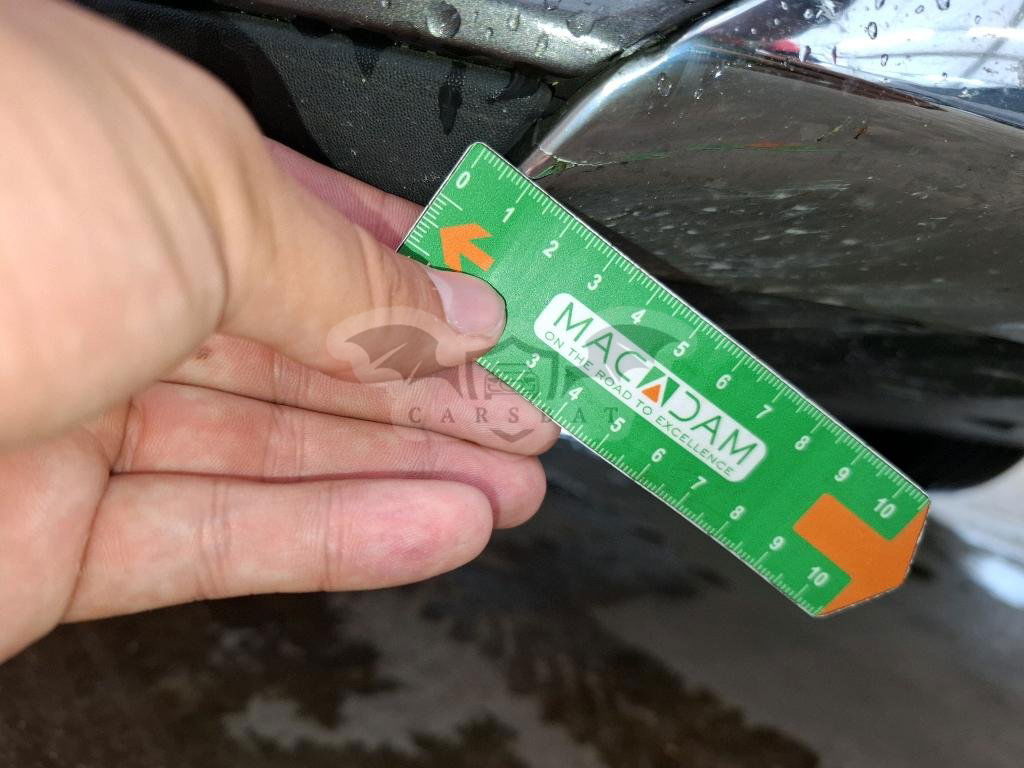 0 1 2 3 4 5 6 7 8 9 10
MACADAM
ON THE ROAD TO EXCELLENCE
3 4 5 6 7 8 9 10
CARSBAT